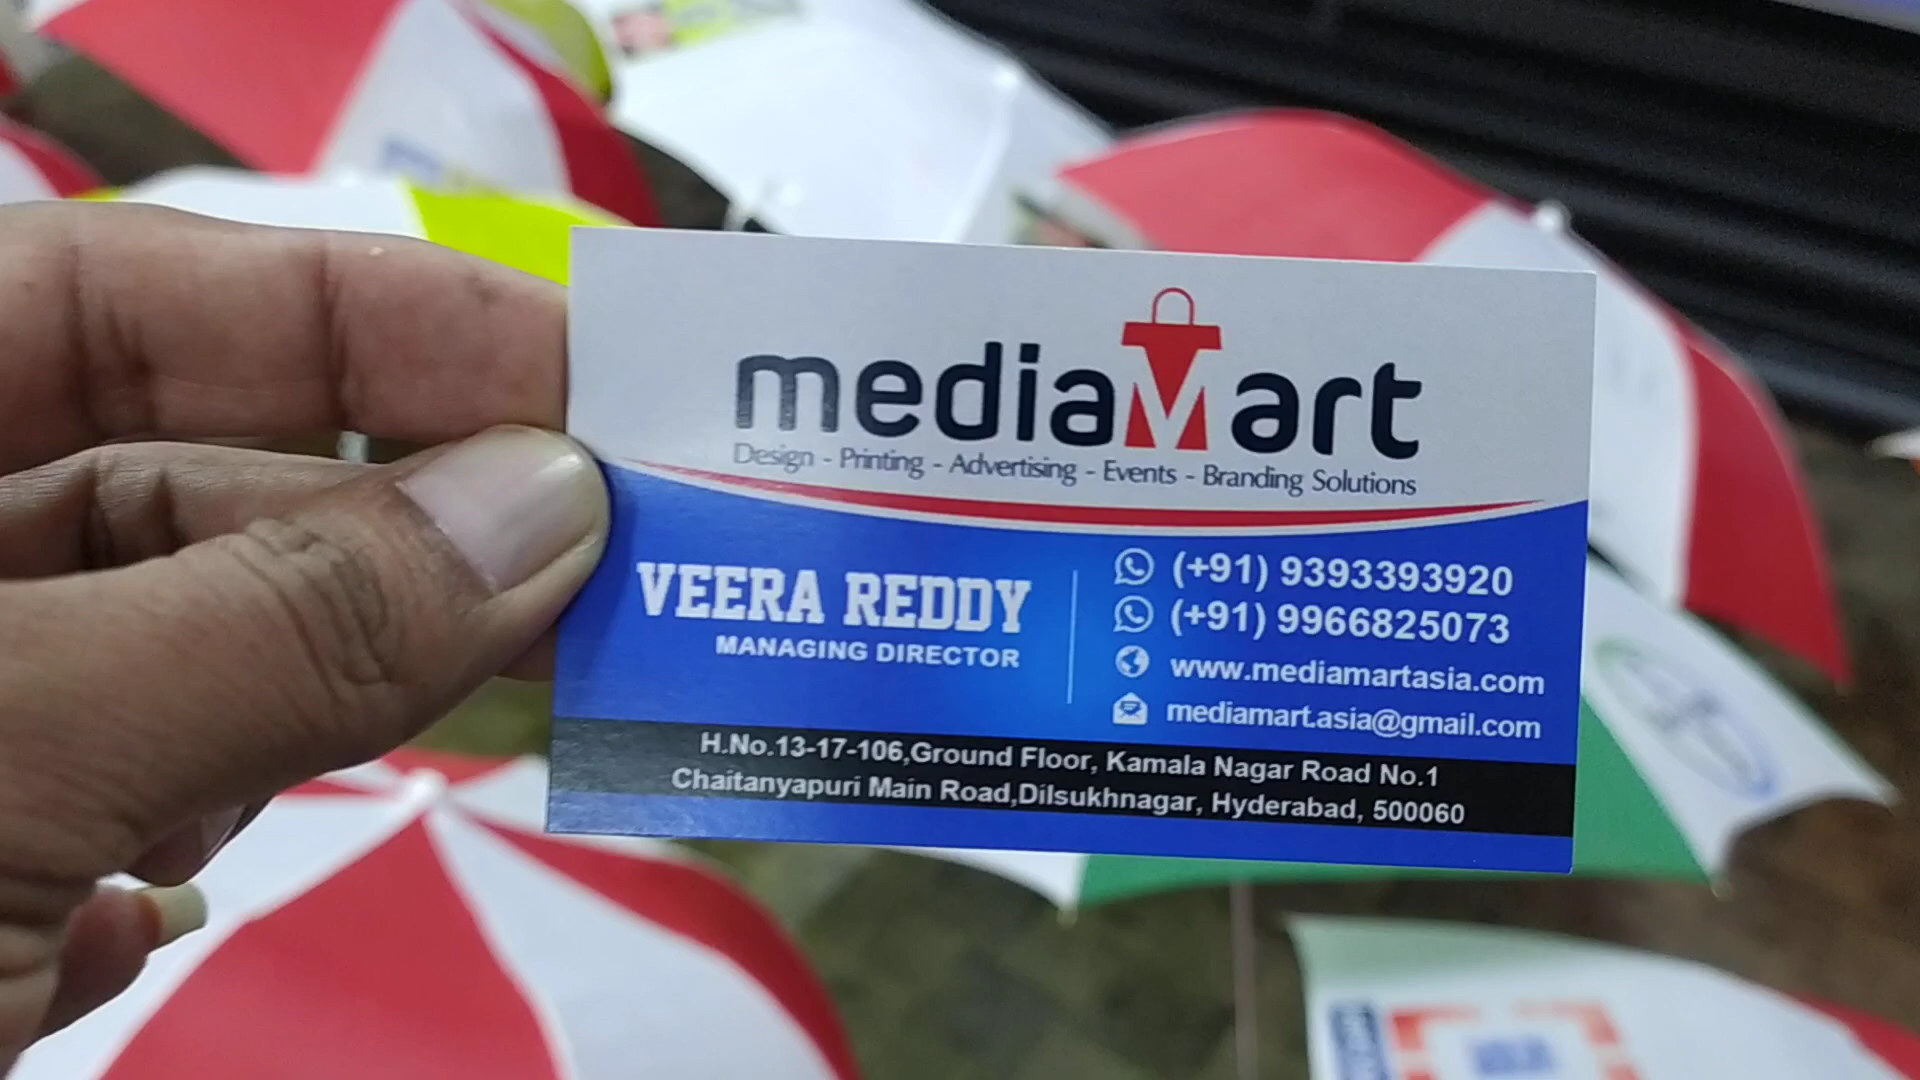 mediaMart
Design - Printing - Advertising - Events - Branding Solutions
VEERA REDDY
MANAGING DIRECTOR
(+91) 9393393920
(+91) 9966825073
www.mediamartasia.com
mediamart.asia@gmail.com
H.No.13-17-106,Ground Floor, Kamala Nagar Road No.1
Chaitanyapuri Main Road,Dilsukhnagar, Hyderabad, 500060